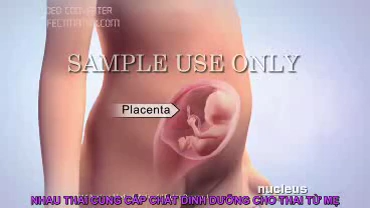 SAMPLE USE ONLY
Placenta
nucleus
NHAU THAI CUNG CẤP CHẤT DINH DƯỠNG CHO THAI TỪ MẸ